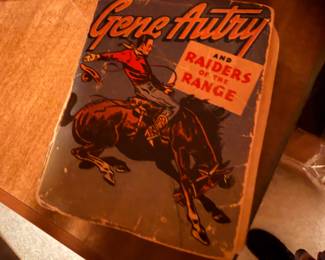 Gene Autry
AND
RAIDERS
OF THE
RANGE